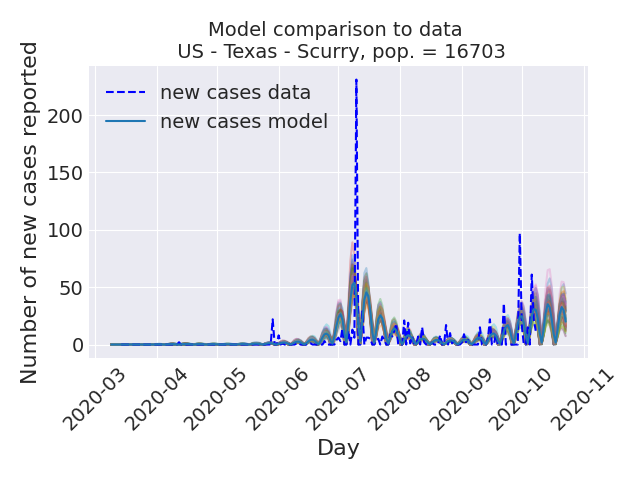 Model comparison to data
US - Texas - Scurry, pop. = 16703
Number of new cases reported
new cases data
new cases model
200
150
100
50
0
2020-03
2020-04
2020-05
2020-06
2020-07
2020-08
2020-09
2020-10
2020-11
Day